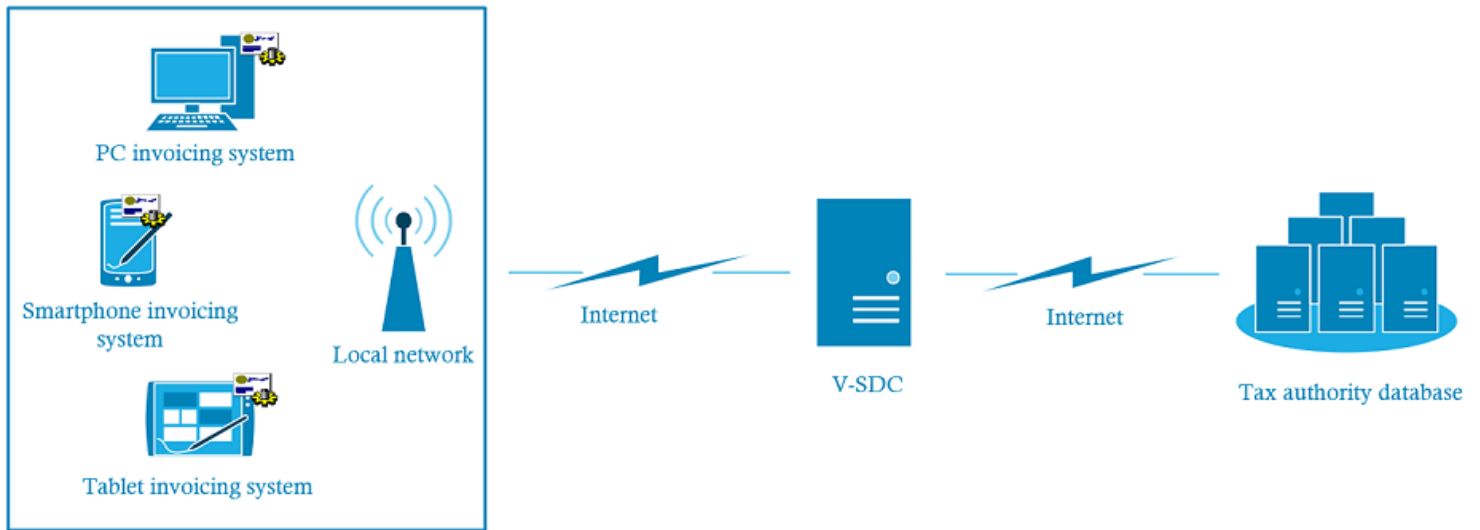 PC invoicing system
Smartphone invoicing
system
Local network
Tablet invoicing system
Internet
V-SDC
Internet
Tax authority database